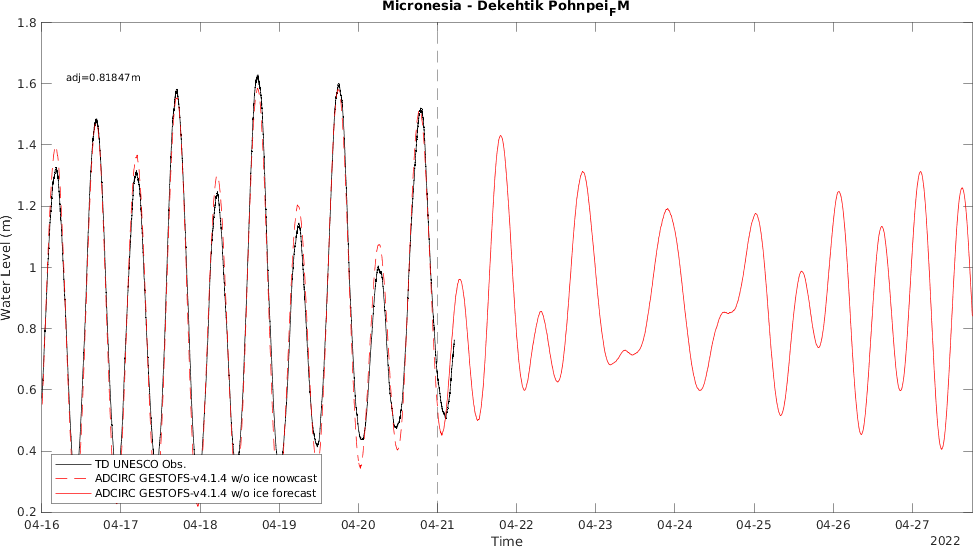 Micronesia - Dekehtik PohnpeiFM
1.8
1.6
1.4
1.2
1
0.8
0.6
0.4
0.2
Water Level (m)
adj=0.81847m
TD UNESCO Obs.
ADCIRC GESTOFS-v4.1.4 w/o ice nowcast
ADCIRC GESTOFS-v4.1.4 w/o ice forecast
04-16 04-17 04-18 04-19 04-20 04-21 04-22 04-23 04-24 04-25 04-26 04-27
Time
2022